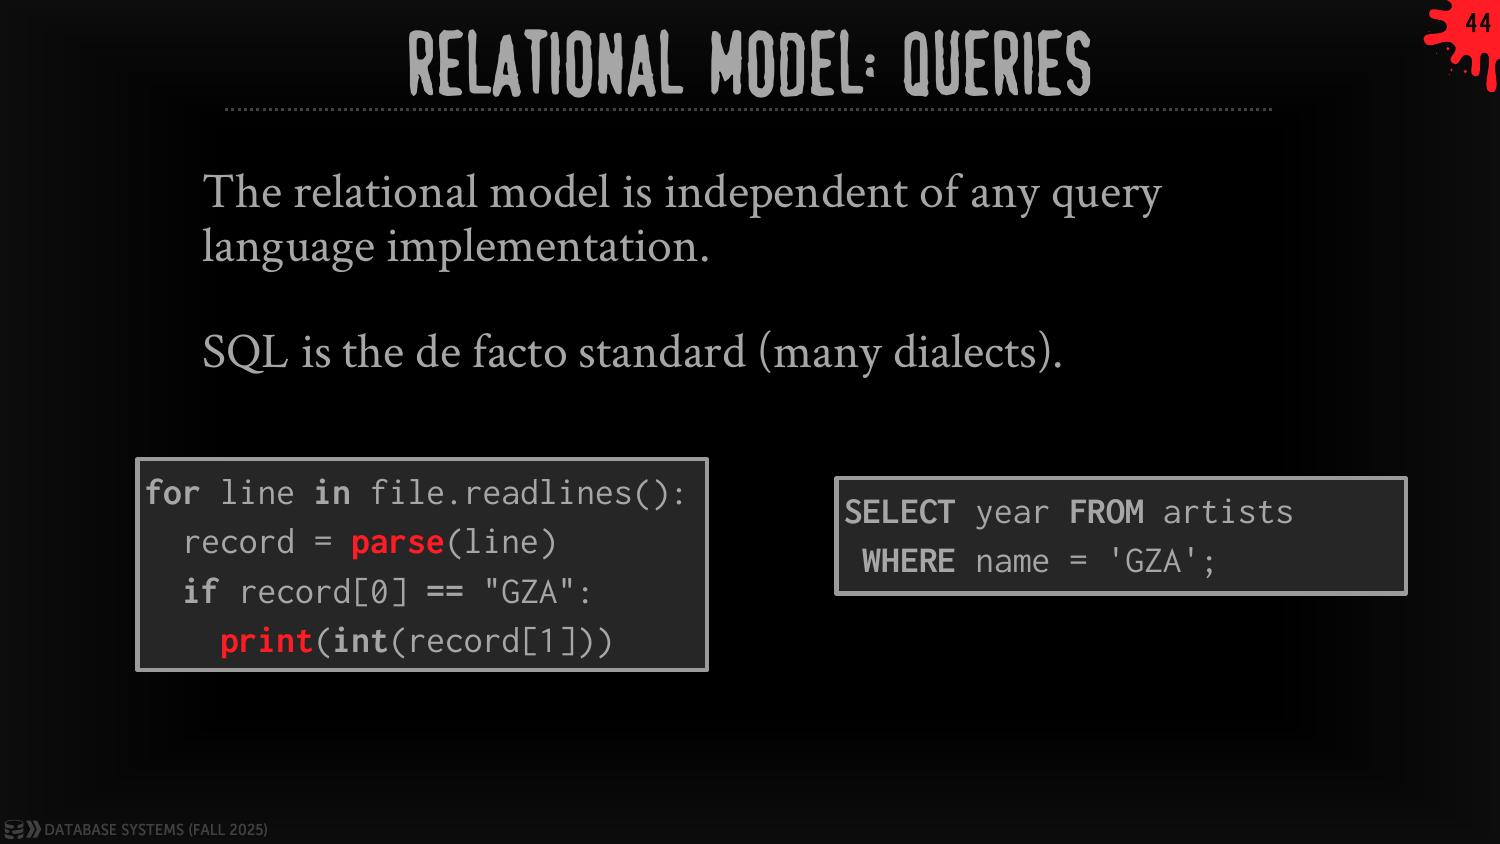 44
RELATIONAL MODEL: QUERIES
The relational model is independent of any query
language implementation.
SQL is the de facto standard (many dialects).
for line in file.readlines():
  record = parse(line)
  if record[0] == "GZA":
    print(int(record[1]))
SELECT year FROM artists
 WHERE name = 'GZA';
DATABASE SYSTEMS (FALL 2025)